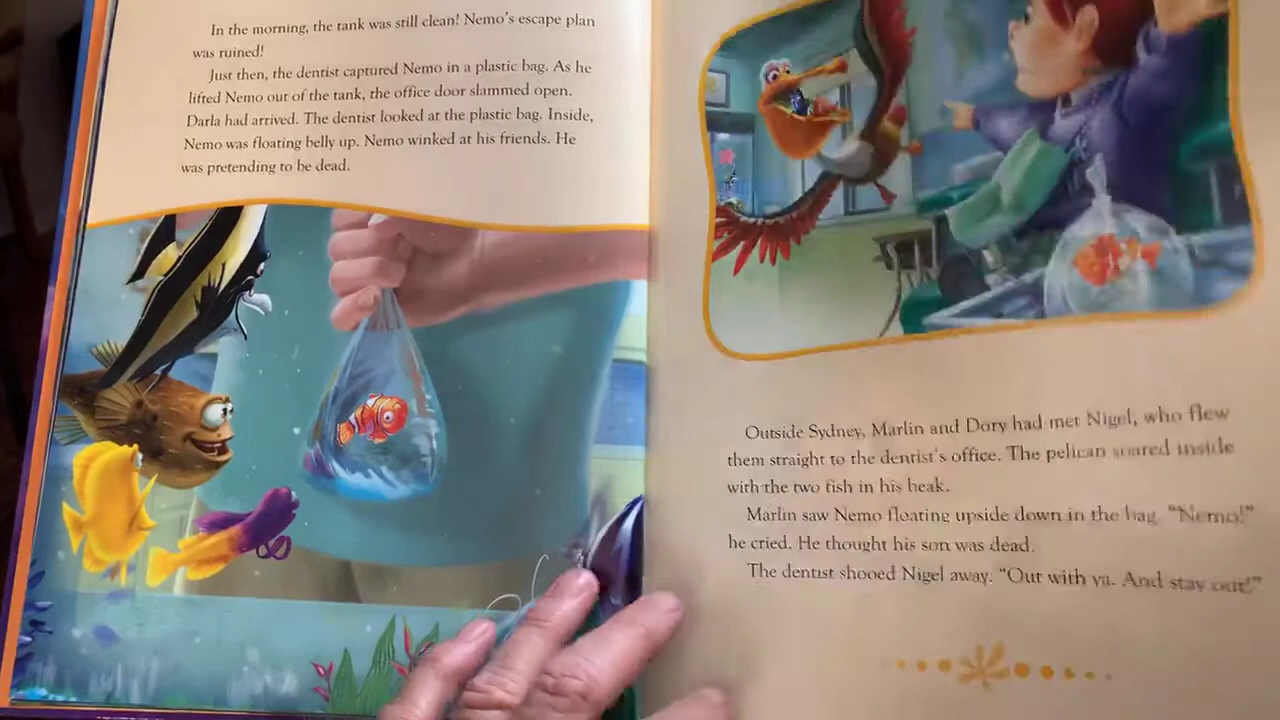 In the morning, the tank was still clean! Nemo's escape plan
was ruined!
Just then, the dentist captured Nemo in a plastic bag. As he
lifted Nemo out of the tank, the office door slammed open.
Darla had arrived. The dentist looked at the plastic bag. Inside,
Nemo was floating belly up. Nemo winked at his friends. He
was pretending to be dead.
Outside Sydney, Marlin and Dory had met Nigel, who flew
them straight to the dentist's office. The pelican soared inside
with the two fish in his beak.
Marlin saw Nemo floating upside down in the bag. "Nemo!"
he cried. He thought his son was dead.
The dentist shooed Nigel away. "Out with ya. And stay out!"